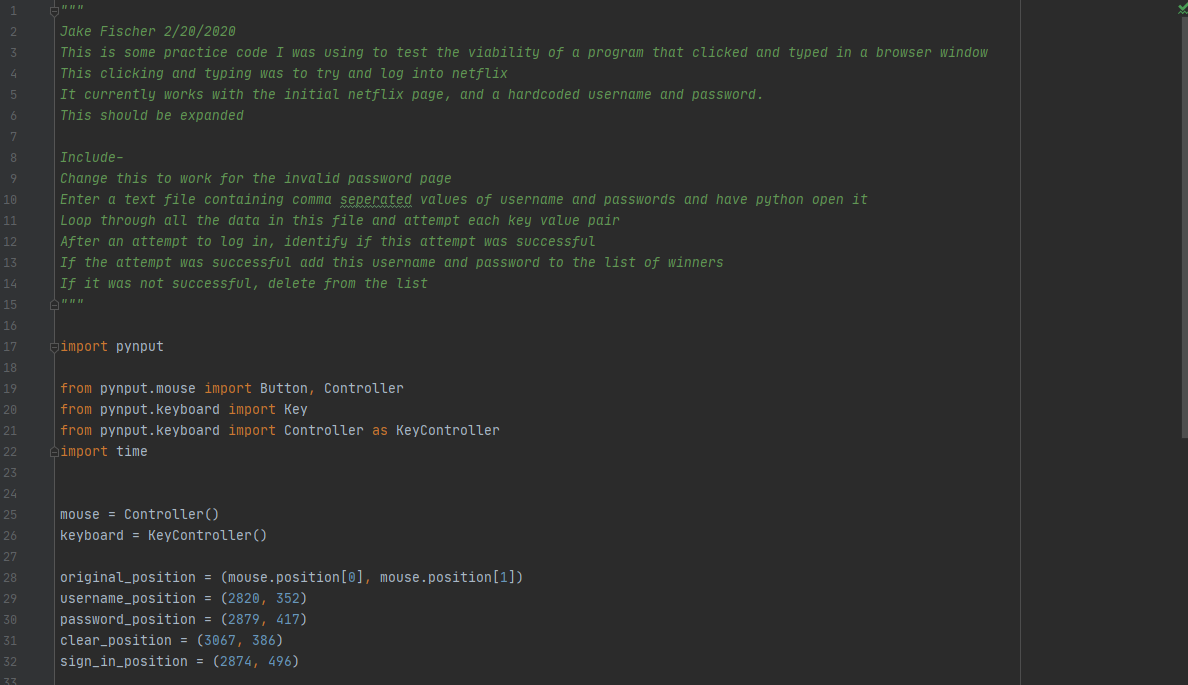 1 """
2 Jake Fischer 2/20/2020
3 This is some practice code I was using to test the viability of a program that clicked and typed in a browser window
4 This clicking and typing was to try and log into netflix
5 It currently works with the initial netflix page, and a hardcoded username and password.
6 This should be expanded
7
8 Include-
9 Change this to work for the invalid password page
10 Enter a text file containing comma seperated values of username and passwords and have python open it
11 Loop through all the data in this file and attempt each key value pair
12 After an attempt to log in, identify if this attempt was successful
13 If the attempt was successful add this username and password to the list of winners
14 If it was not successful, delete from the list
15 """
16
17 import pynput
18
19 from pynput.mouse import Button, Controller
20 from pynput.keyboard import Key
21 from pynput.keyboard import Controller as KeyController
22 import time
23
24
25 mouse = Controller()
26 keyboard = KeyController()
27
28 original_position = (mouse.position[0], mouse.position[1])
29 username_position = (2820, 352)
30 password_position = (2879, 417)
31 clear_position = (3067, 386)
32 sign_in_position = (2874, 496)
33